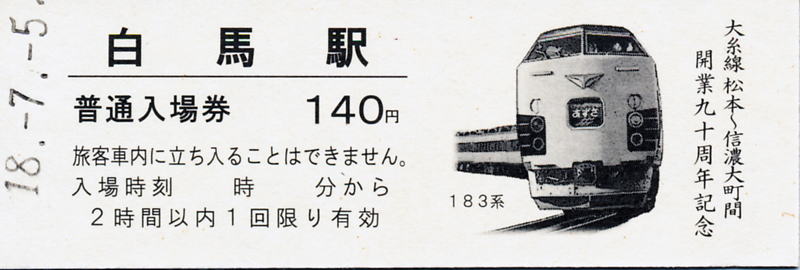 18.-7.-5.
白馬駅
普通入場券 140円
旅客車内に立ち入ることはできません。
入場時刻 時 分から
2時間以内1回限り有効
あずさ
183系
大糸線松本～信濃大町間
開業九十周年記念